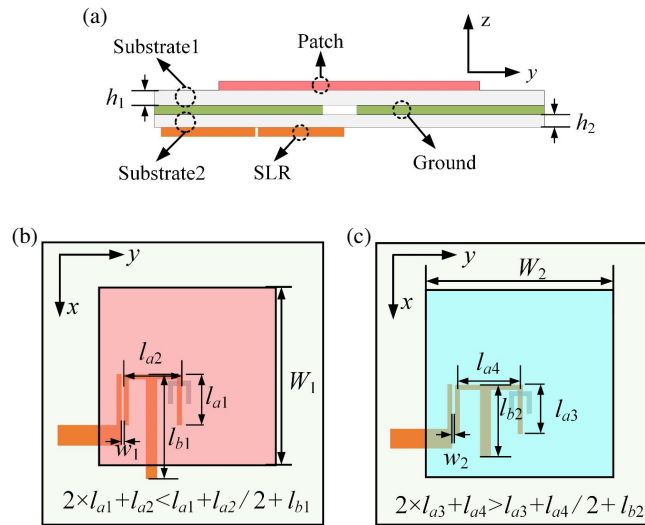 (a)
z
Substrate1
Patch
y
h1
h2
Substrate2
SLR
Ground
(b)
(c)
y
x
la2
W1
la1
lb1
w1
2×la1+la2<la1+la2/2+lb1
y
x
W2
la4
lb2
la3
w2
2×la3+la4>la3+la4/2+lb2